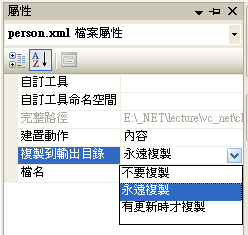 屬性
person.xml 檔案屬性
自訂工具
自訂工具命名空間
完整路徑 E:\_NET\lecture\vc_net\cl
建置動作 內容
複製到輸出目錄 永遠複製
檔名 不要複製
永遠複製
有更新時才複製